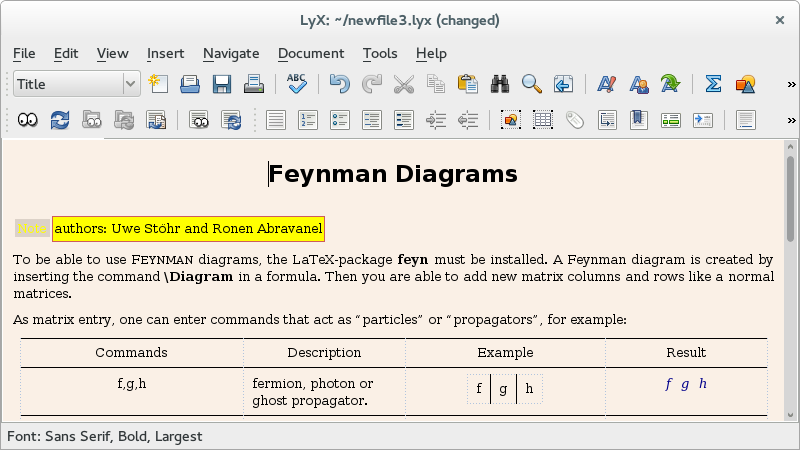 LyX: ~/newfile3.lyx (changed)
File Edit View Insert Navigate Document Tools Help
Title
ABC
Feynman Diagrams
Note authors: Uwe Stöhr and Ronen Abravanel
To be able to use FEYNMAN diagrams, the LaTeX-package feyn must be installed. A Feynman diagram is created by
inserting the command \Diagram in a formula. Then you are able to add new matrix columns and rows like a normal
matrices.
As matrix entry, one can enter commands that act as “particles” or “propagators”, for example:
Commands Description Example Result
f,g,h fermion, photon or f g h f g h
ghost propagator.
Font: Sans Serif, Bold, Largest